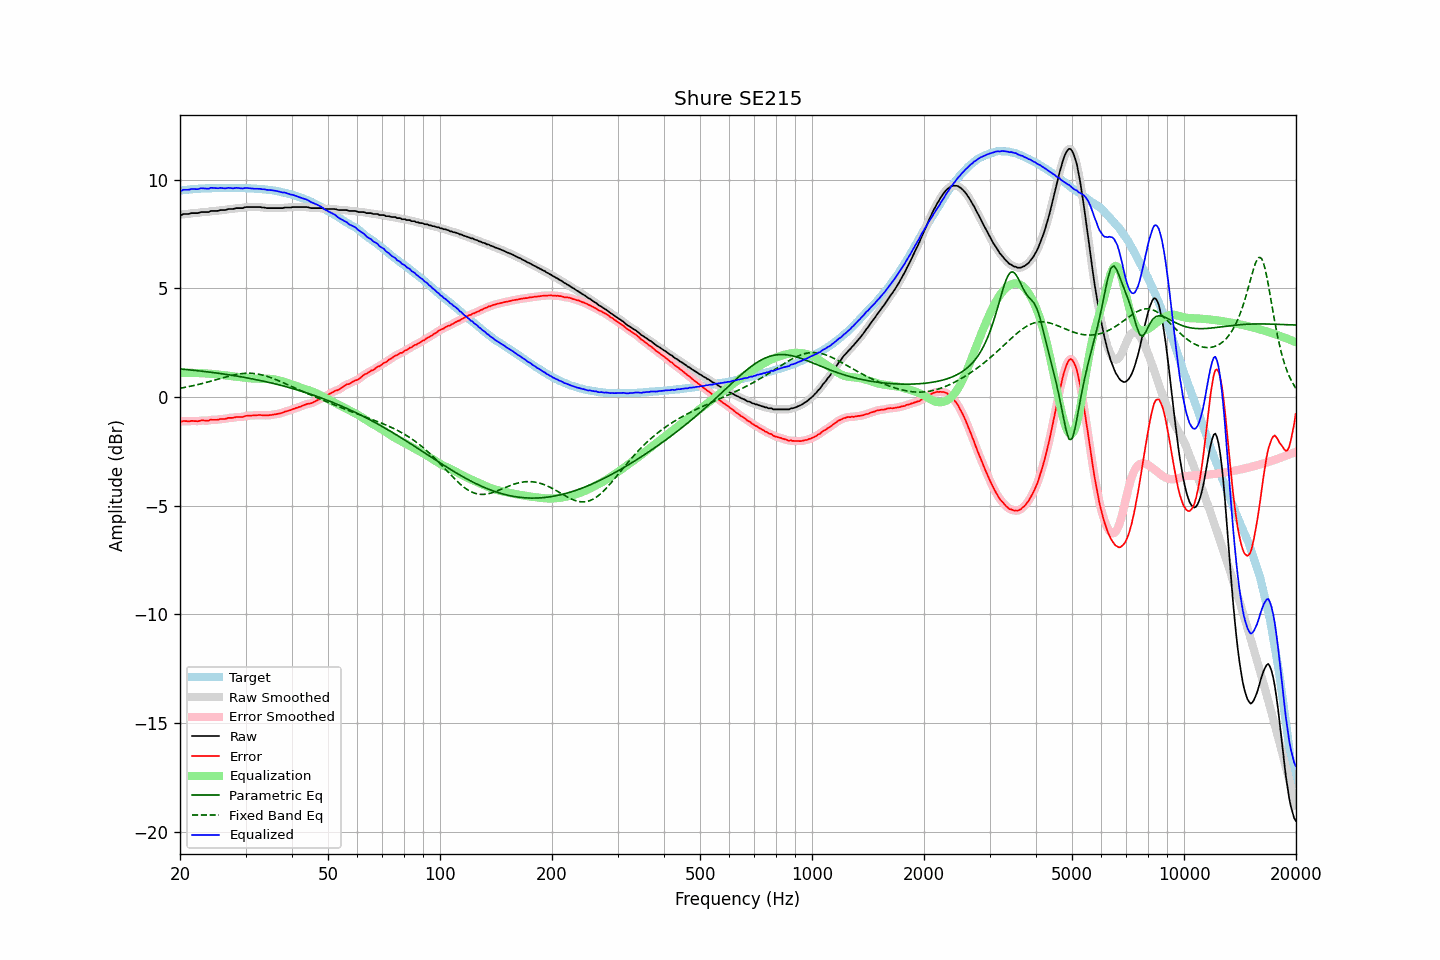 Shure SE215
Amplitude (dBr)
10
5
0
−5
−10
−15
−20
Target
Raw Smoothed
Error Smoothed
Raw
Error
Equalization
Parametric Eq
Fixed Band Eq
Equalized
20 50 100 200 500 1000 2000 5000 10000 20000
Frequency (Hz)